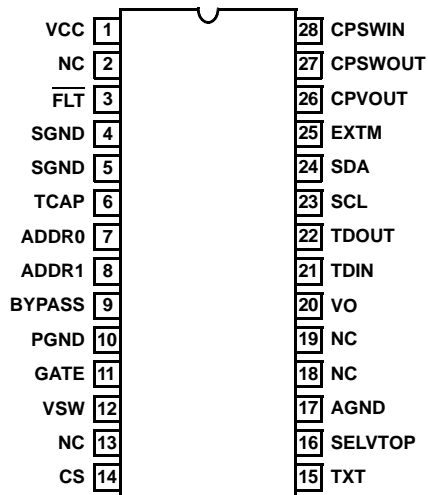 VCC 1 28 CPSWIN
NC 2 27 CPSWOUT
FLT 3 26 CPVOUT
SGND 4 25 EXTM
SGND 5 24 SDA
TCAP 6 23 SCL
ADDR0 7 22 TDOUT
ADDR1 8 21 TDIN
BYPASS 9 20 VO
PGND 10 19 NC
GATE 11 18 NC
VSW 12 17 AGND
NC 13 16 SELVTOP
CS 14 15 TXT